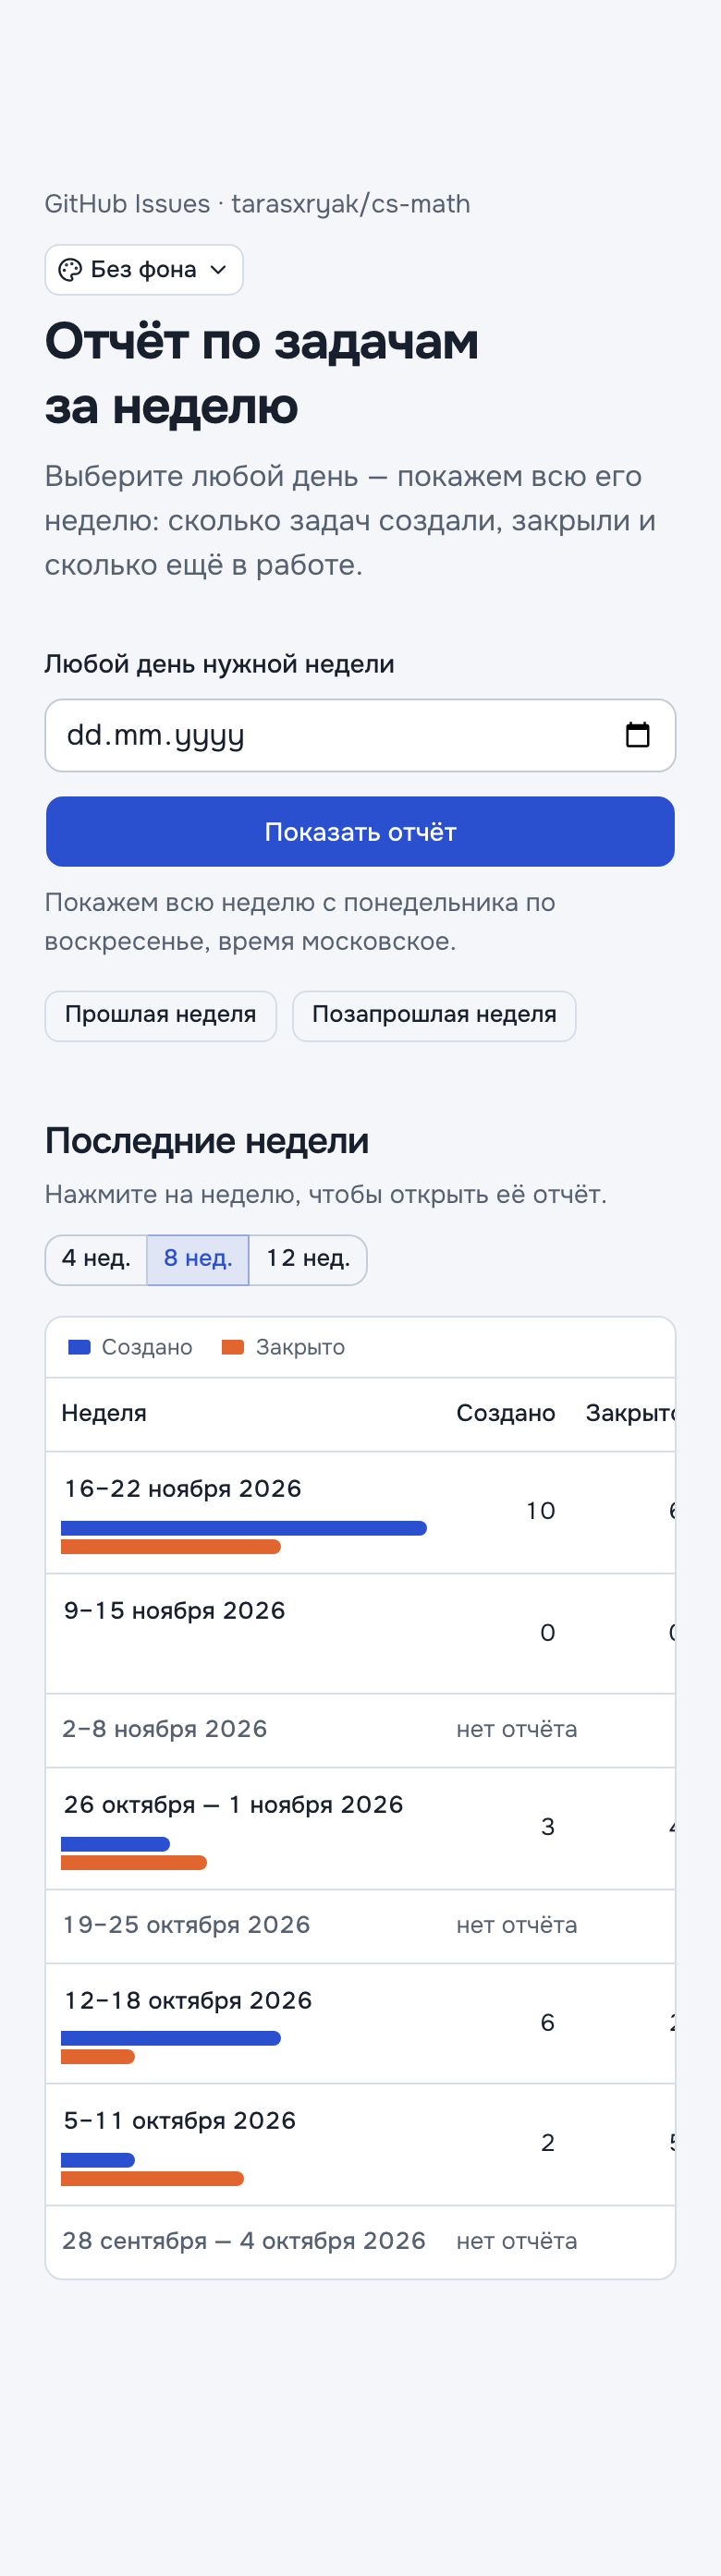 GitHub Issues · tarasxryak/cs-math
Без фона
Отчёт по задачам
за неделю
Выберите любой день — покажем всю его
неделю: сколько задач создали, закрыли и
сколько ещё в работе.
Любой день нужной недели
dd.mm.yyyy
Показать отчёт
Покажем всю неделю с понедельника по
воскресенье, время московское.
Прошлая неделя Позапрошлая неделя
Последние недели
Нажмите на неделю, чтобы открыть её отчёт.
4 нед. 8 нед. 12 нед.
Создано Закрыто
Неделя Создано
16–22 ноября 2026 10
9–15 ноября 2026 0
2–8 ноября 2026 нет отчёта
26 октября — 1 ноября 2026 3
19–25 октября 2026 нет отчёта
12–18 октября 2026 6
5–11 октября 2026 2
28 сентября — 4 октября 2026 нет отчёта